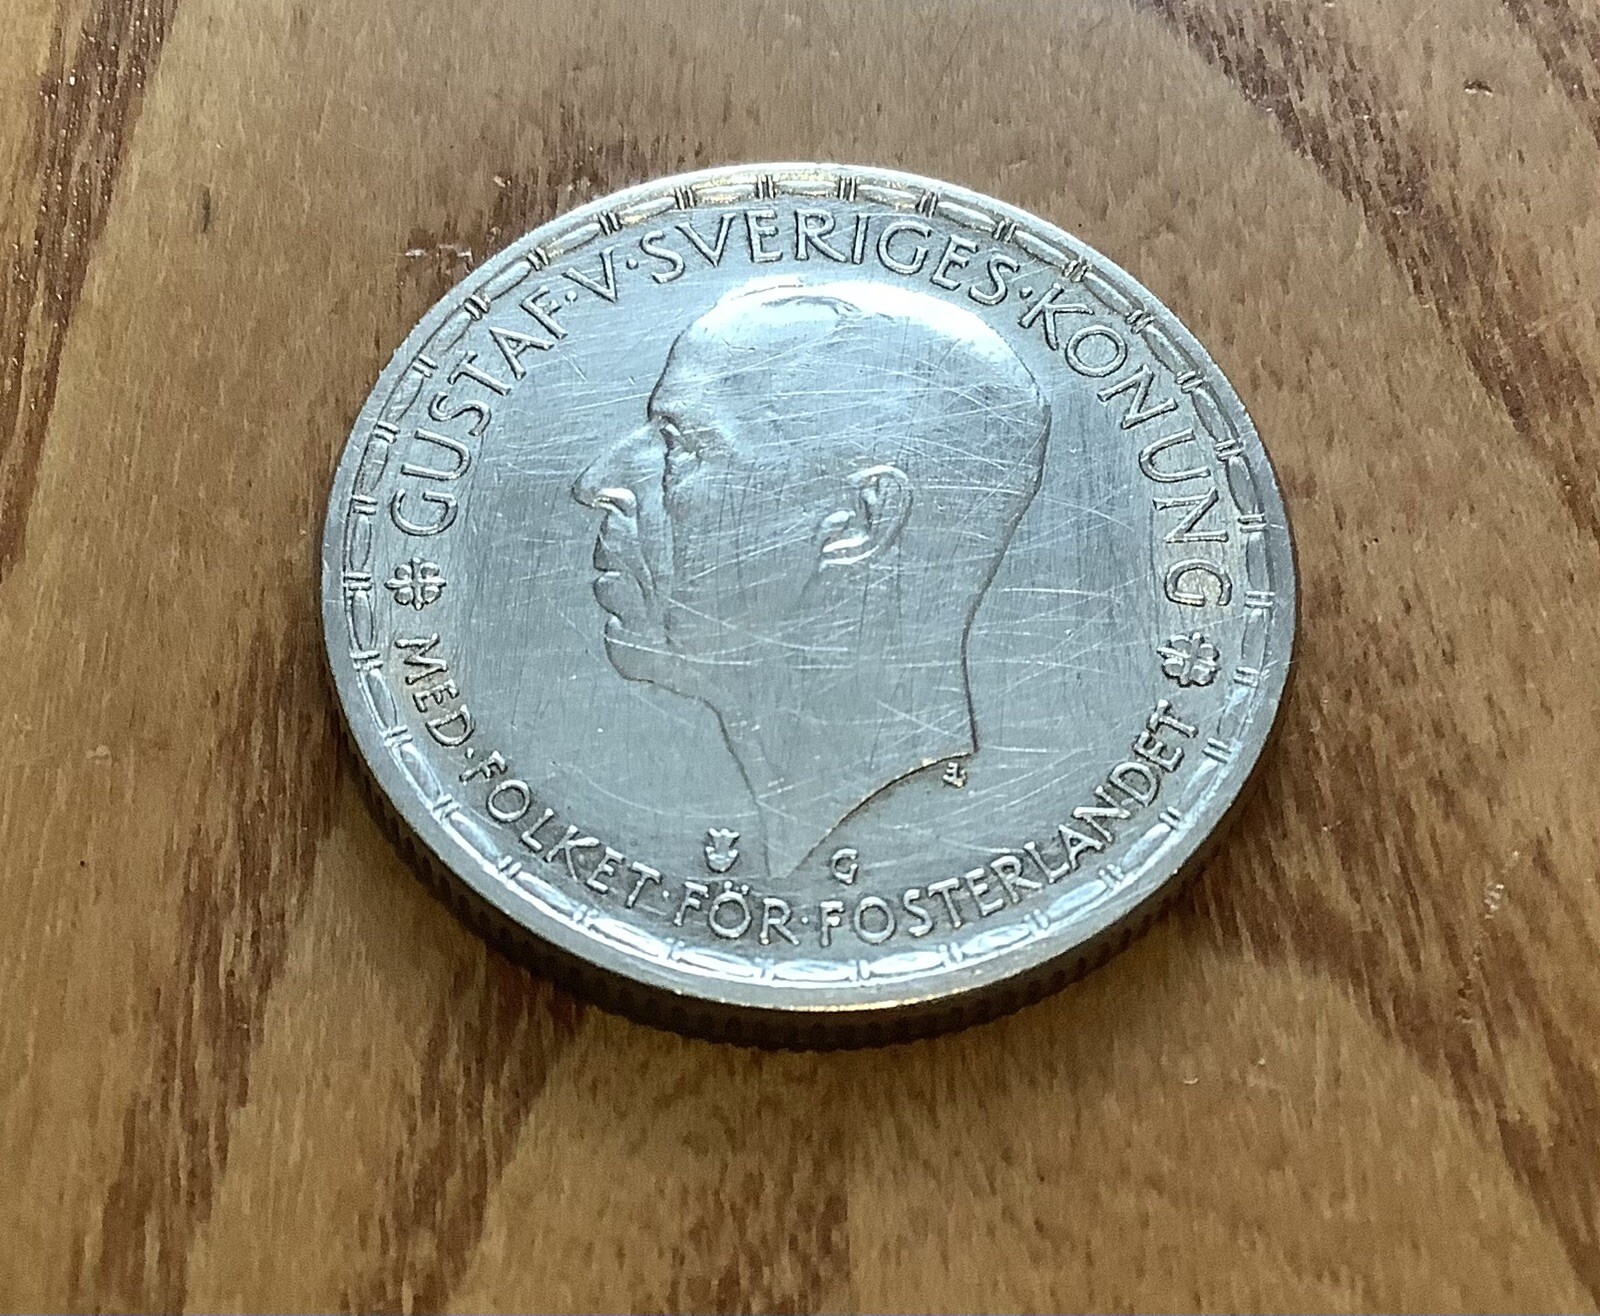 GUSTAF·V·SVERIGES·KONUNG
MED·FOLKET·FÖR·FOSTERLANDET
G